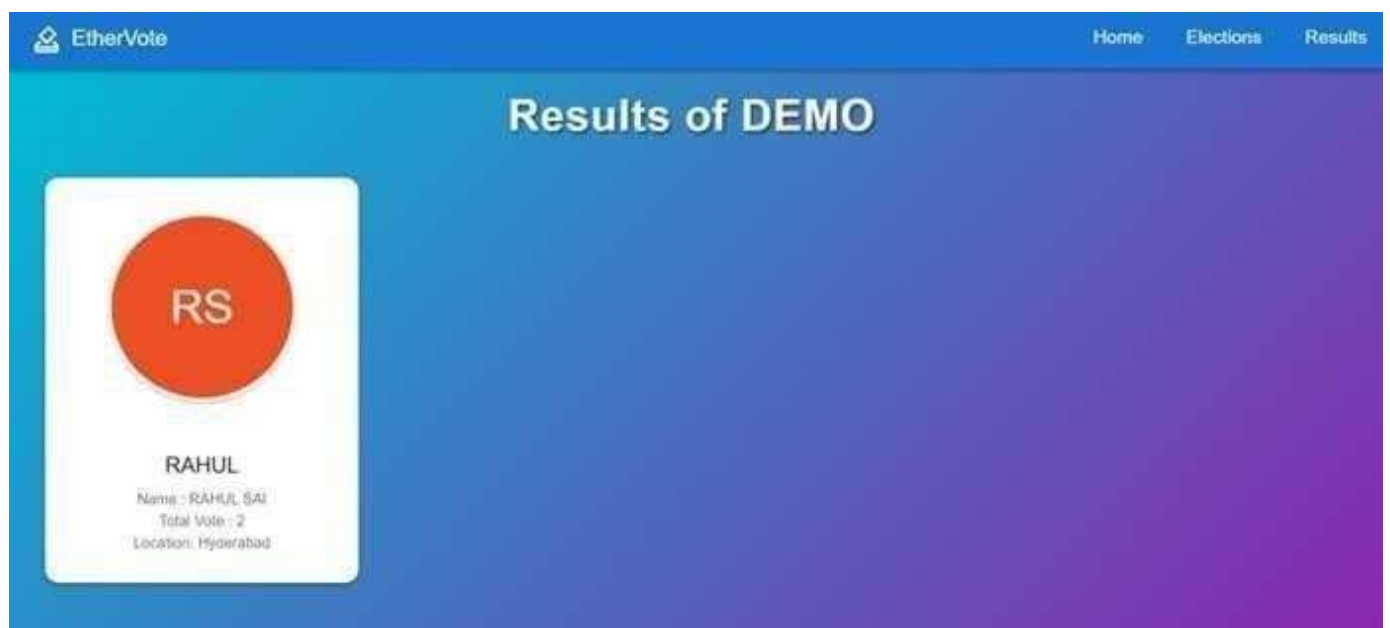 EtherVote
Home Elections Results
Results of DEMO
RS
RAHUL
Name : RAHUL SAI
Total Vote : 2
Location: Hyderabad